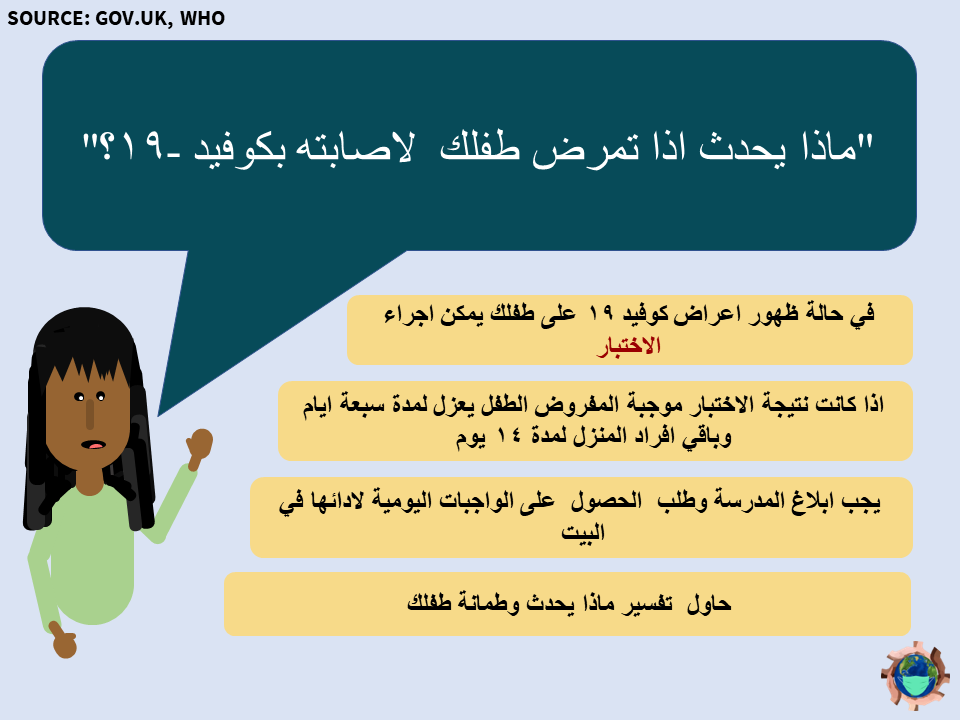 SOURCE: GOV.UK, WHO
"ماذا يحدث اذا تمرض طفلك لاصابته بكوفيد -١٩؟"
في حالة ظهور اعراض كوفيد ١٩ على طفلك يمكن اجراء
الاختبار
اذا كانت نتيجة الاختبار موجبة المفروض الطفل يعزل لمدة سبعة ايام
وباقي افراد المنزل لمدة ١٤ يوم
يجب ابلاغ المدرسة وطلب الحصول على الواجبات اليومية لادائها في
البيت
حاول تفسير ماذا يحدث وطمانة طفلك